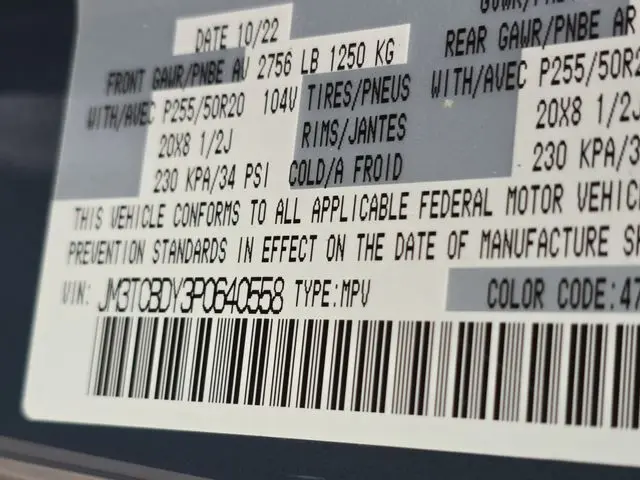 DATE 10/22
FRONT GAWR/PNBE AV 2756 LB 1250 KG
REAR GAWR/PNBE AR
WITH/AVEC P255/50R20 104V TIRES/PNEUS WITH/AVEC P255/50R2
20X8 1/2J RIMS/JANTES 20X8 1/2J
230 KPA/34 PSI COLD/A FROID 230 KPA/3
THIS VEHICLE CONFORMS TO ALL APPLICABLE FEDERAL MOTOR VEHIC
PREVENTION STANDARDS IN EFFECT ON THE DATE OF MANUFACTURE SH
VIN: JM3TCBDY3P0640558 TYPE:MPV COLOR CODE:47